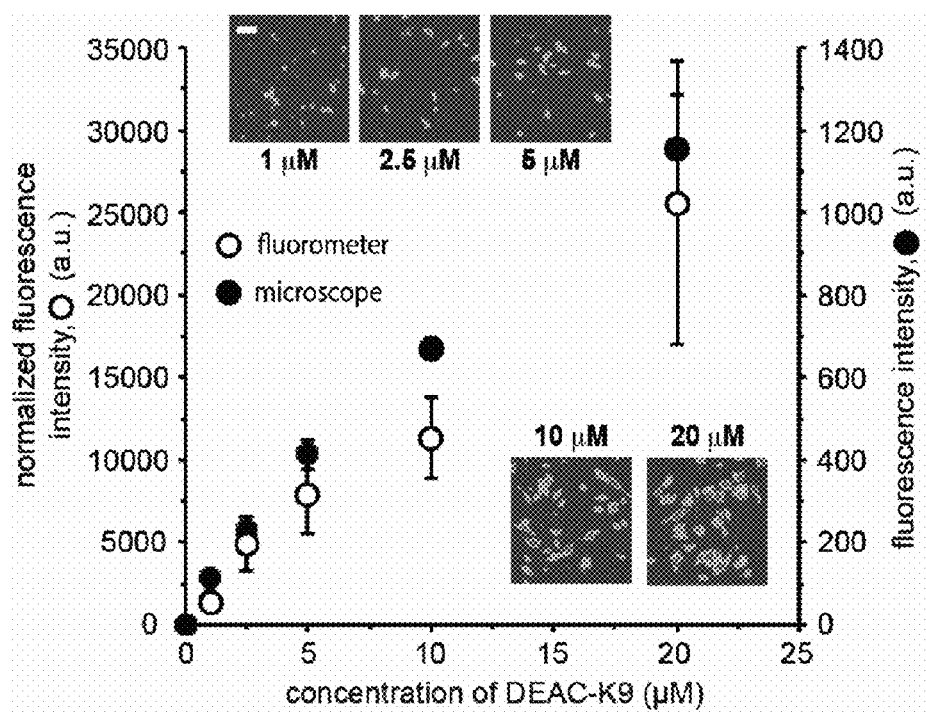 35000
30000
25000
20000
15000
10000
5000
0
normalized fluorescence
intensity, (a.u.)
1 µM 2.5 µM 5 µM
fluorometer
microscope
10 µM 20 µM
1400
1200
1000
800
600
400
200
0
fluorescence intensity, (a.u.)
0 5 10 15 20 25
concentration of DEAC-K9 (µM)